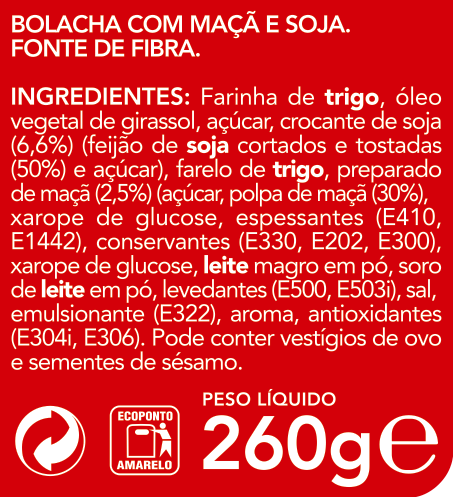 BOLACHA COM MAÇÃ E SOJA.
FONTE DE FIBRA.
INGREDIENTES: Farinha de trigo, óleo
vegetal de girassol, açúcar, crocante de soja
(6,6%) (feijão de soja cortados e tostadas
(50%) e açúcar), farelo de trigo, preparado
de maçã (2,5%) (açúcar, polpa de maçã (30%),
xarope de glucose, espessantes (E410,
E1442), conservantes (E330, E202, E300),
xarope de glucose, leite magro em pó, soro
de leite em pó, levedantes (E500, E503i), sal,
emulsionante (E322), aroma, antioxidantes
(E304i, E306). Pode conter vestígios de ovo
e sementes de sésamo.
ECOPONTO
AMARELO
PESO LÍQUIDO
260g℮